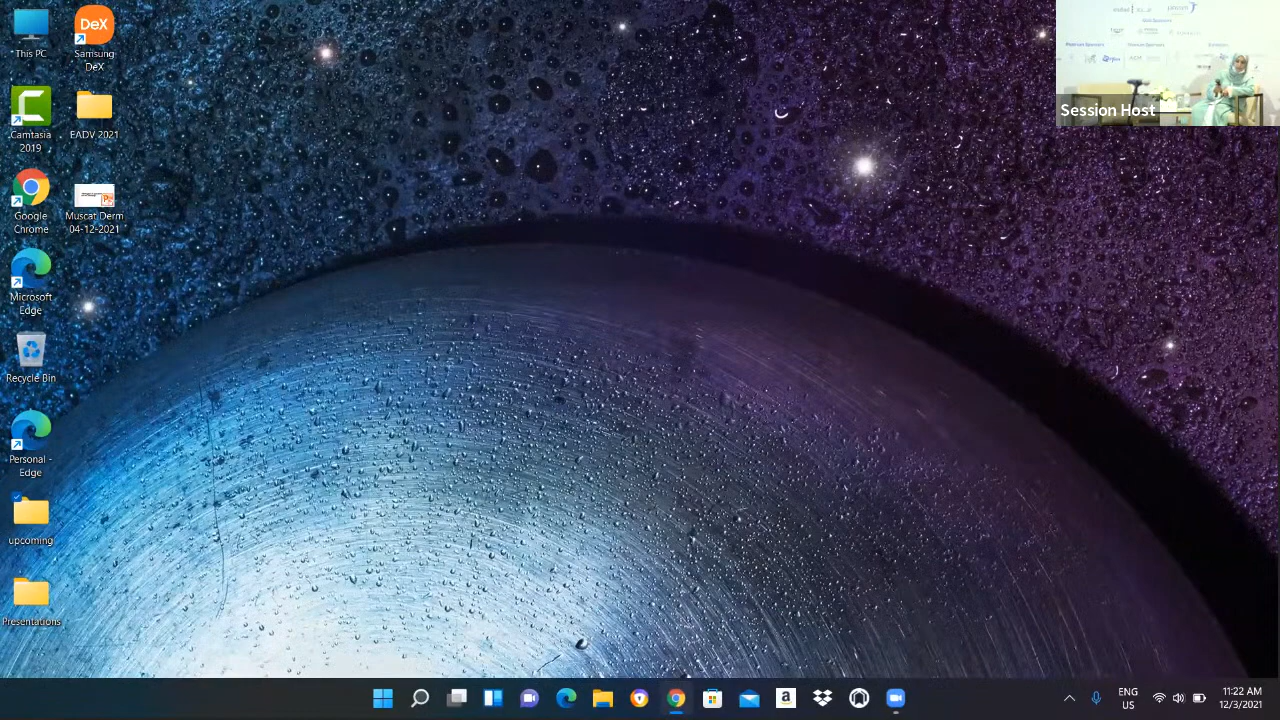 This PC
Samsung
DeX
DeX
Camtasia
2019
EADV 2021
Google
Chrome
Muscat Derm
04-12-2021
Microsoft
Edge
Recycle Bin
Personal -
Edge
upcoming
Presentations
Session Host
ENG
US
11:22 AM
12/3/2021